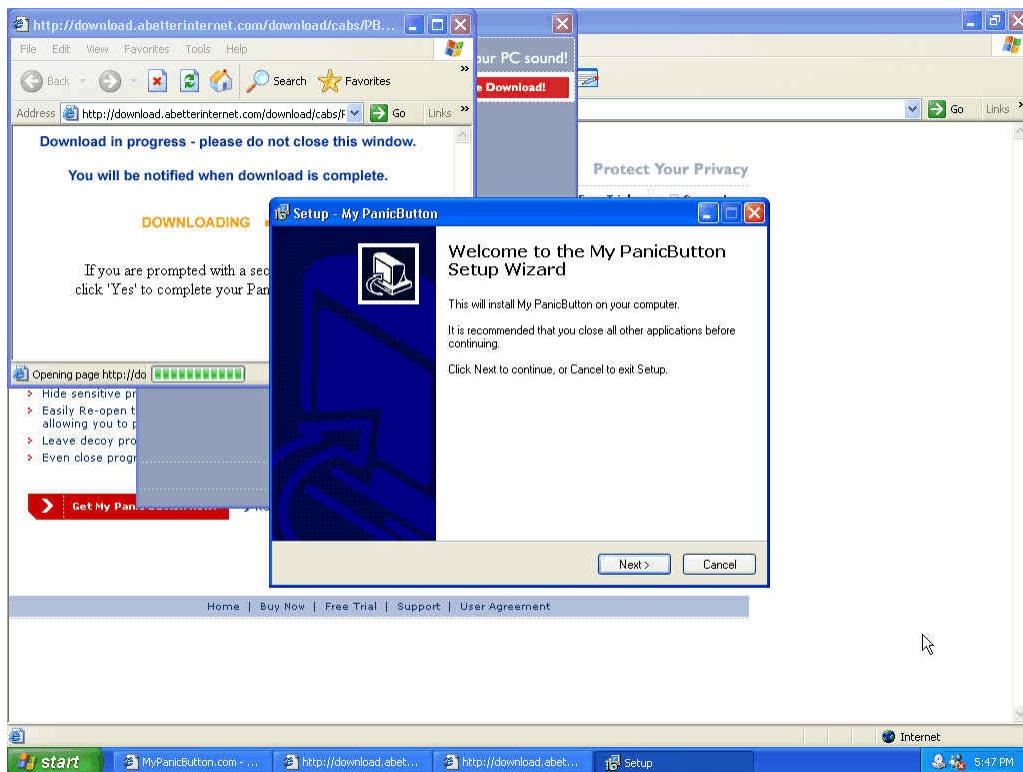 http://download.abetterinternet.com/download/cabs/PB...
File Edit View Favorites Tools Help
Back Search Favorites »
Address http://download.abetterinternet.com/download/cabs/F Go Links »
Download in progress - please do not close this window.
You will be notified when download is complete.
DOWNLOADING
If you are prompted with a sec
click 'Yes' to complete your Pan
Opening page http://do
our PC sound!
e Download!
Go Links »
Protect Your Privacy
Setup - My PanicButton
Welcome to the My PanicButton
Setup Wizard
This will install My PanicButton on your computer.
It is recommended that you close all other applications before
continuing.
Click Next to continue, or Cancel to exit Setup.
Next >
Cancel
Hide sensitive pr
Easily Re-open t
allowing you to p
Leave decoy pro
Even close progr
Get My Pan
Home | Buy Now | Free Trial | Support | User Agreement
Internet
start
MyPanicButton.com - ...
http://download.abet...
http://download.abet...
Setup
5:47 PM